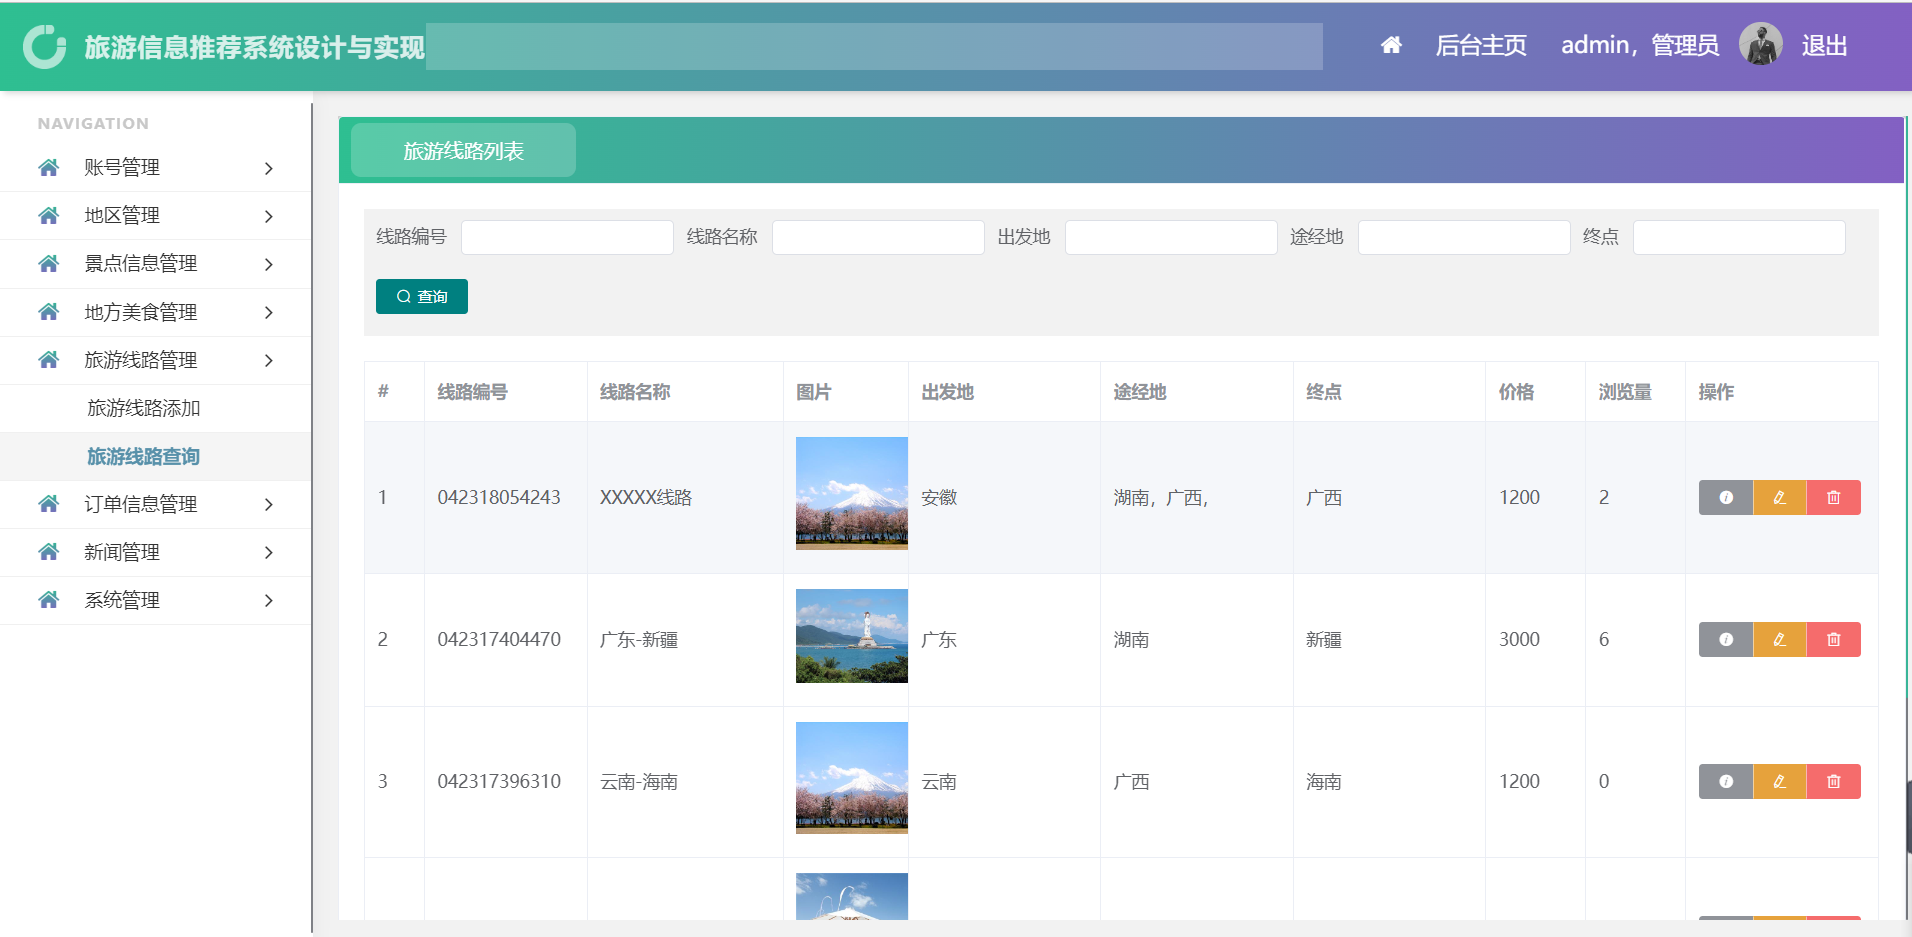 旅游信息推荐系统设计与实现 后台主页 admin，管理员 退出
NAVIGATION
账号管理
地区管理
景点信息管理
地方美食管理
旅游线路管理
旅游线路添加
旅游线路查询
订单信息管理
新闻管理
系统管理
旅游线路列表
线路编号 线路名称 出发地 途经地 终点
查询
# 线路编号 线路名称 图片 出发地 途经地 终点 价格 浏览量 操作
1 042318054243 XXXXX线路 安徽 湖南，广西， 广西 1200 2
2 042317404470 广东-新疆 广东 湖南 新疆 3000 6
3 042317396310 云南-海南 云南 广西 海南 1200 0